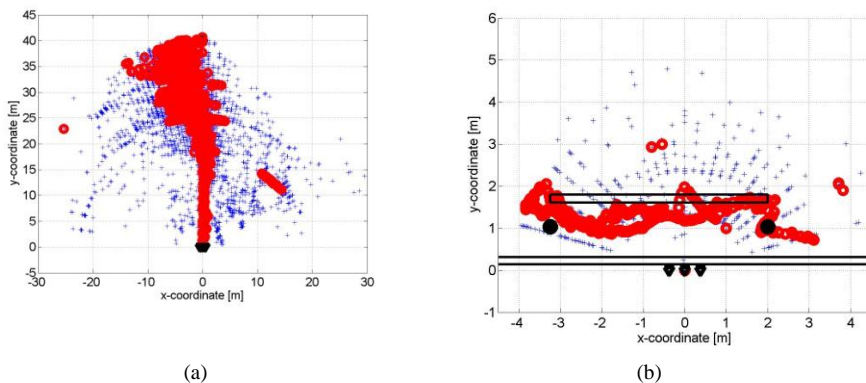 45
40
35
30
25
20
15
10
5
0
-5
y-coordinate [m]
-30 -20 -10 0 10 20 30
x-coordinate [m]
(a)
6
5
4
3
2
1
0
-1
y-coordinate [m]
-4 -3 -2 -1 0 1 2 3 4
x-coordinate [m]
(b)